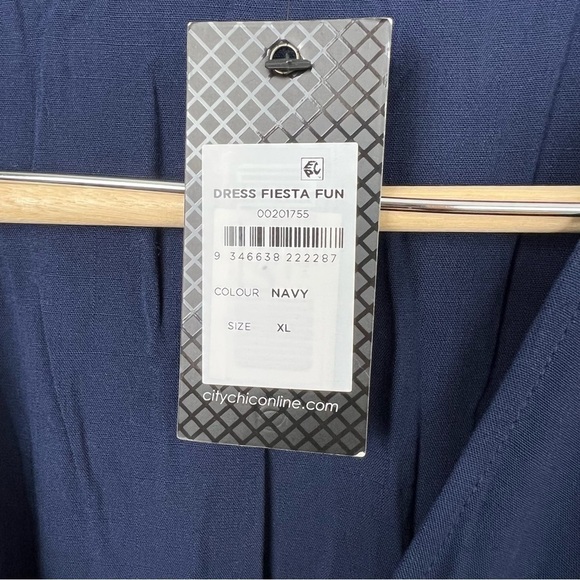 DRESS FIESTA FUN
00201755
9 346638 222287
COLOUR NAVY
SIZE XL
citychiconline.com